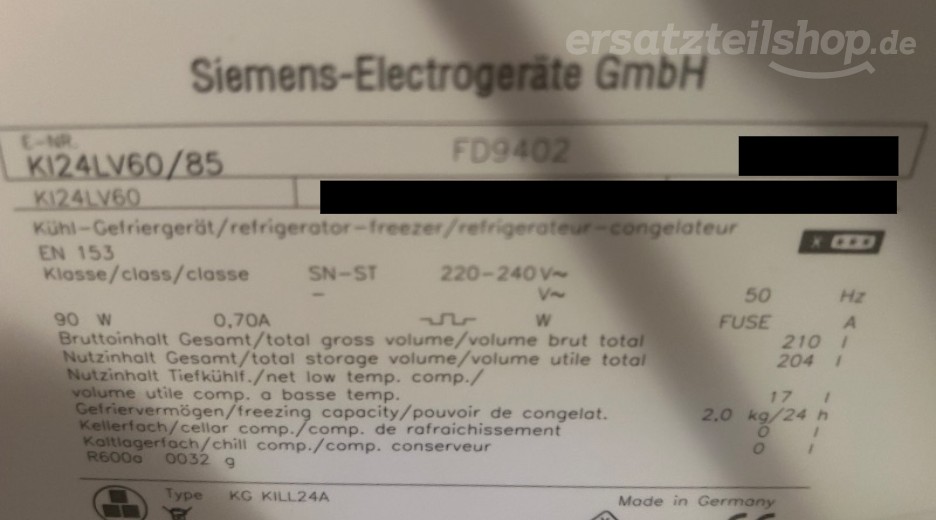 ersatzteilshop.de
Siemens-Electrogeräte GmbH
E-NR.
KI24LV60/85 FD9402
KI24LV60
Kühl-Gefriergerät/refrigerator-freezer/refrigerateur-congelateur
EN 153
Klasse/class/classe SN-ST 220-240 V~
- V~ 50 Hz
90 W 0,70A W FUSE A
Bruttoinhalt Gesamt/total gross volume/volume brut total 210 l
Nutzinhalt Gesamt/total storage volume/volume utile total 204 l
Nutzinhalt Tiefkühlf./net low temp. comp./
volume utile comp. a basse temp. 17 l
Gefriervermögen/freezing capacity/pouvoir de congelat. 2.0 kg/24 h
Kellerfach/cellar comp./comp. de rafraichissement 0 l
Kaltlagerfach/chill comp./comp. conserveur 0 l
R600a 0032 g
Type KG KILL24A
Made in Germany